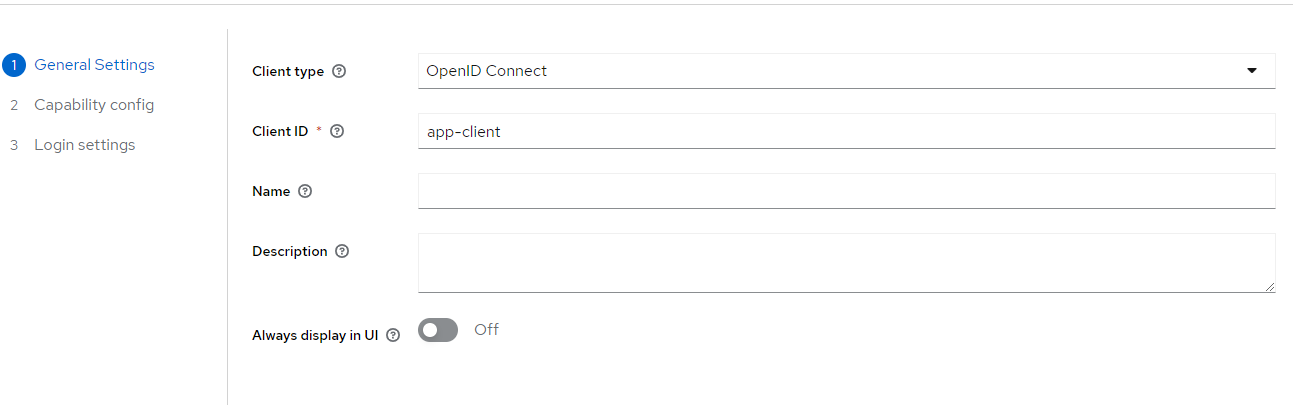 1 General Settings
2 Capability config
3 Login settings
Client type ?
OpenID Connect
Client ID * ?
app-client
Name ?
Description ?
Always display in UI ?
Off